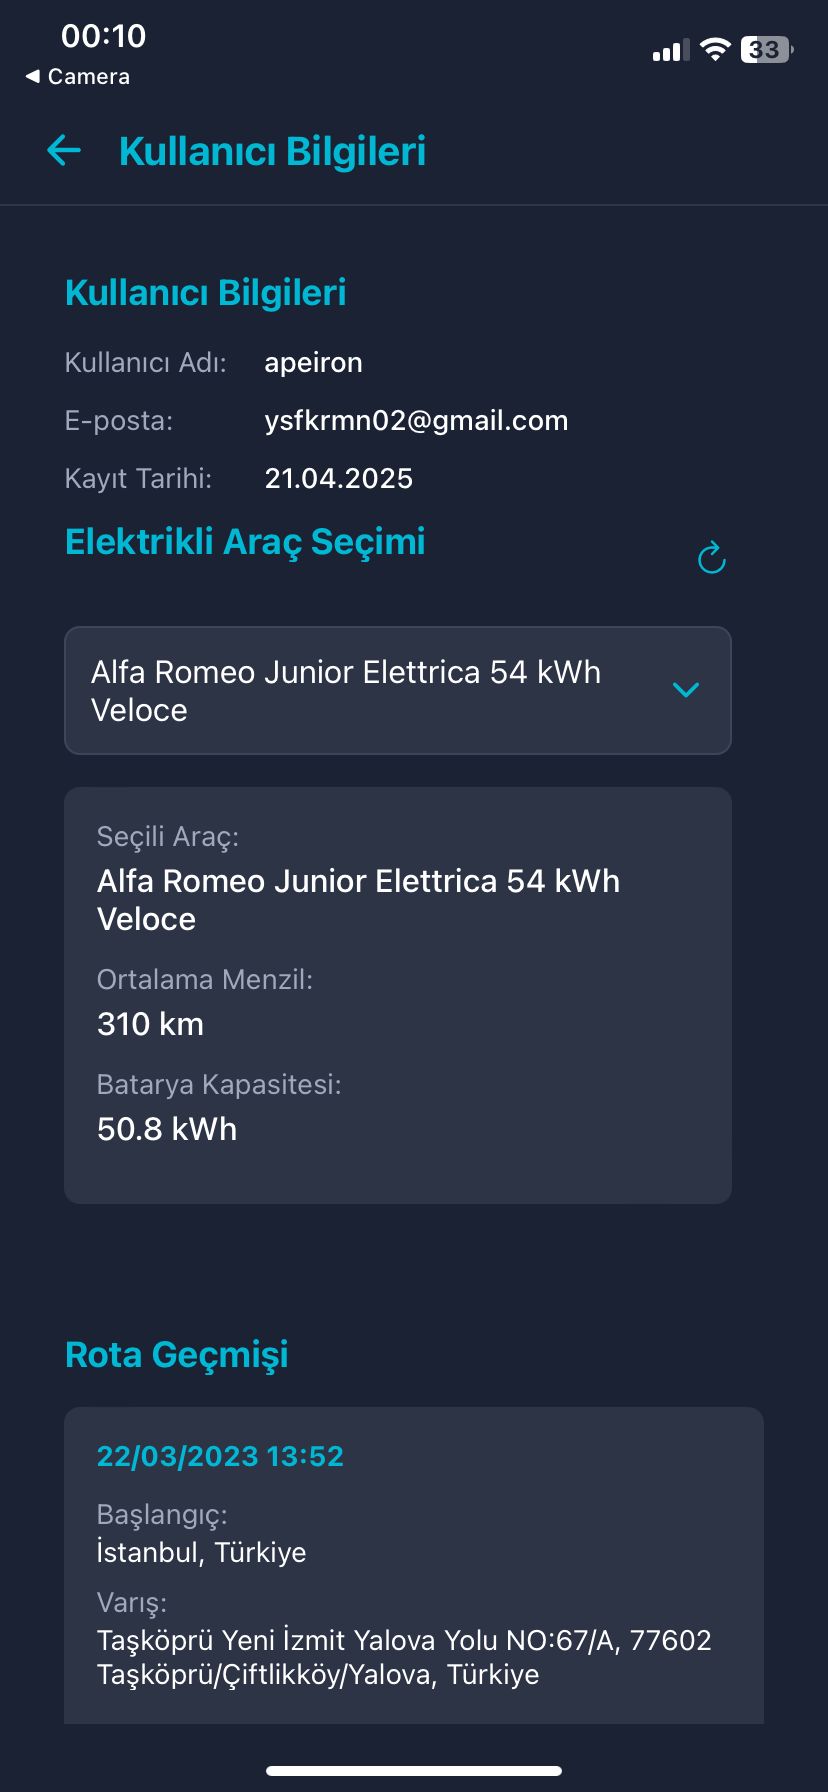 00:10
33
◀ Camera
← Kullanıcı Bilgileri
Kullanıcı Bilgileri
Kullanıcı Adı: apeiron
E-posta: ysfkrmn02@gmail.com
Kayıt Tarihi: 21.04.2025
Elektrikli Araç Seçimi
Alfa Romeo Junior Elettrica 54 kWh
Veloce
Seçili Araç:
Alfa Romeo Junior Elettrica 54 kWh
Veloce
Ortalama Menzil:
310 km
Batarya Kapasitesi:
50.8 kWh
Rota Geçmişi
22/03/2023 13:52
Başlangıç:
İstanbul, Türkiye
Varış:
Taşköprü Yeni İzmit Yalova Yolu NO:67/A, 77602
Taşköprü/Çiftlikköy/Yalova, Türkiye